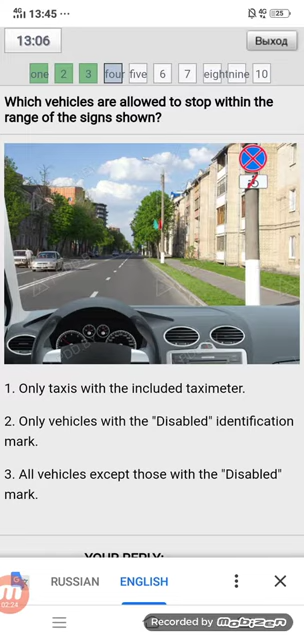 4G 13:45 ••• 4G 25
13:06
Выход
one 2 3 four five 6 7 eight nine 10
Which vehicles are allowed to stop within the
range of the signs shown?
1. Only taxis with the included taximeter.
2. Only vehicles with the "Disabled" identification
mark.
3. All vehicles except those with the "Disabled"
mark.
YOUR REPLY:
RUSSIAN ENGLISH
02:24
Recorded by mobizen